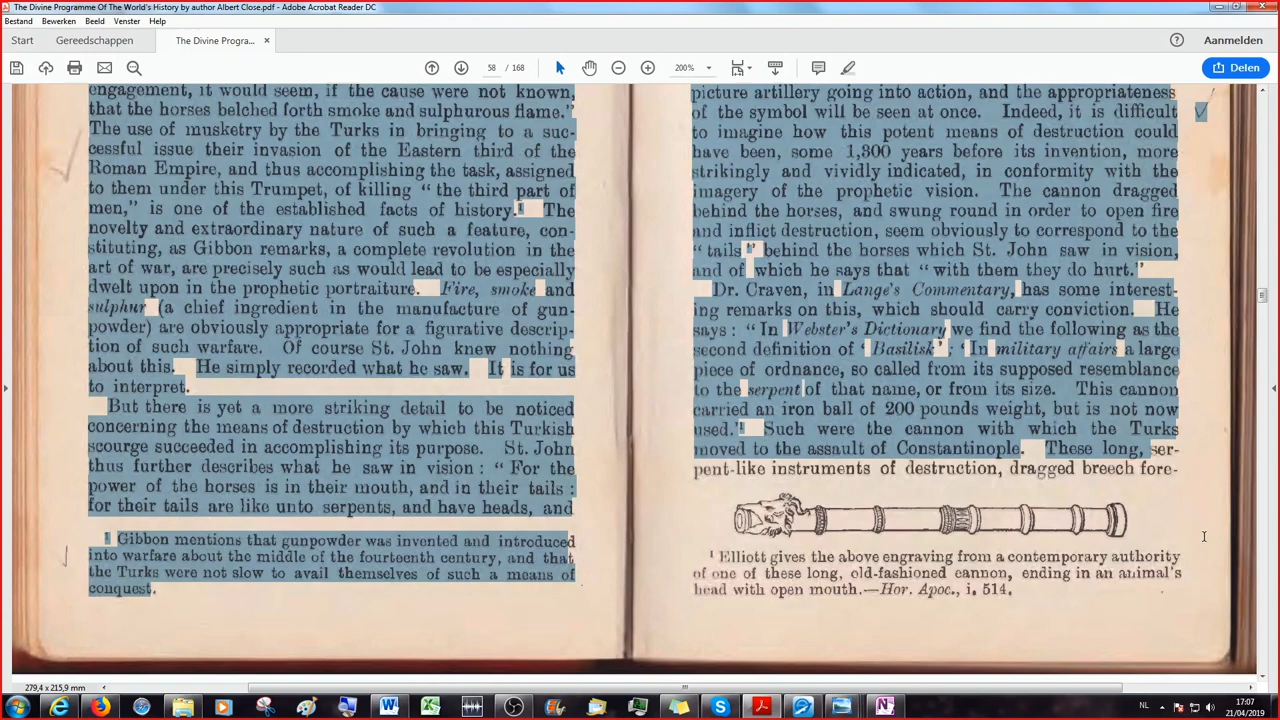 The Divine Programme Of The World's History by author Albert Close.pdf - Adobe Acrobat Reader DC
Bestand Bewerken Beeld Venster Help
Start Gereedschappen The Divine Progra... × Aanmelden
58 / 168 200% Delen
engagement, it would seem, if the cause were not known,
that the horses belched forth smoke and sulphurous flame."
The use of musketry by the Turks in bringing to a suc-
cessful issue their invasion of the Eastern third of the
Roman Empire, and thus accomplishing the task, assigned
to them under this Trumpet, of killing "the third part of
men," is one of the established facts of history.¹ The
novelty and extraordinary nature of such a feature, con-
stituting, as Gibbon remarks, a complete revolution in the
art of war, are precisely such as would lead to be especially
dwelt upon in the prophetic portraiture. Fire, smoke and
sulphur (a chief ingredient in the manufacture of gun-
powder) are obviously appropriate for a figurative descrip-
tion of such warfare. Of course St. John knew nothing
about this. He simply recorded what he saw. It is for us
to interpret.
But there is yet a more striking detail to be noticed
concerning the means of destruction by which this Turkish
scourge succeeded in accomplishing its purpose. St. John
thus further describes what he saw in vision : "For the
power of the horses is in their mouth, and in their tails :
for their tails are like unto serpents, and have heads, and
¹ Gibbon mentions that gunpowder was invented and introduced
into warfare about the middle of the fourteenth century, and that
the Turks were not slow to avail themselves of such a means of
conquest.
picture artillery going into action, and the appropriateness
of the symbol will be seen at once. Indeed, it is difficult
to imagine how this potent means of destruction could
have been, some 1,300 years before its invention, more
strikingly and vividly indicated, in conformity with the
imagery of the prophetic vision. The cannon dragged
behind the horses, and swung round in order to open fire
and inflict destruction, seem obviously to correspond to the
"tails" behind the horses which St. John saw in vision,
and of which he says that "with them they do hurt."
Dr. Craven, in Lange's Commentary, has some interest-
ing remarks on this, which should carry conviction. He
says : "In Webster's Dictionary we find the following as the
second definition of 'Basilisk' : 'In military affairs a large
piece of ordnance, so called from its supposed resemblance
to the serpent of that name, or from its size. This cannon
carried an iron ball of 200 pounds weight, but is not now
used.'¹ Such were the cannon with which the Turks
moved to the assault of Constantinople. These long, ser-
pent-like instruments of destruction, dragged breech fore-
¹ Elliott gives the above engraving from a contemporary authority
of one of these long, old-fashioned cannon, ending in an animal's
head with open mouth.—Hor. Apoc., i. 514.
279,4 x 215,9 mm
NL 17:07
21/04/2019